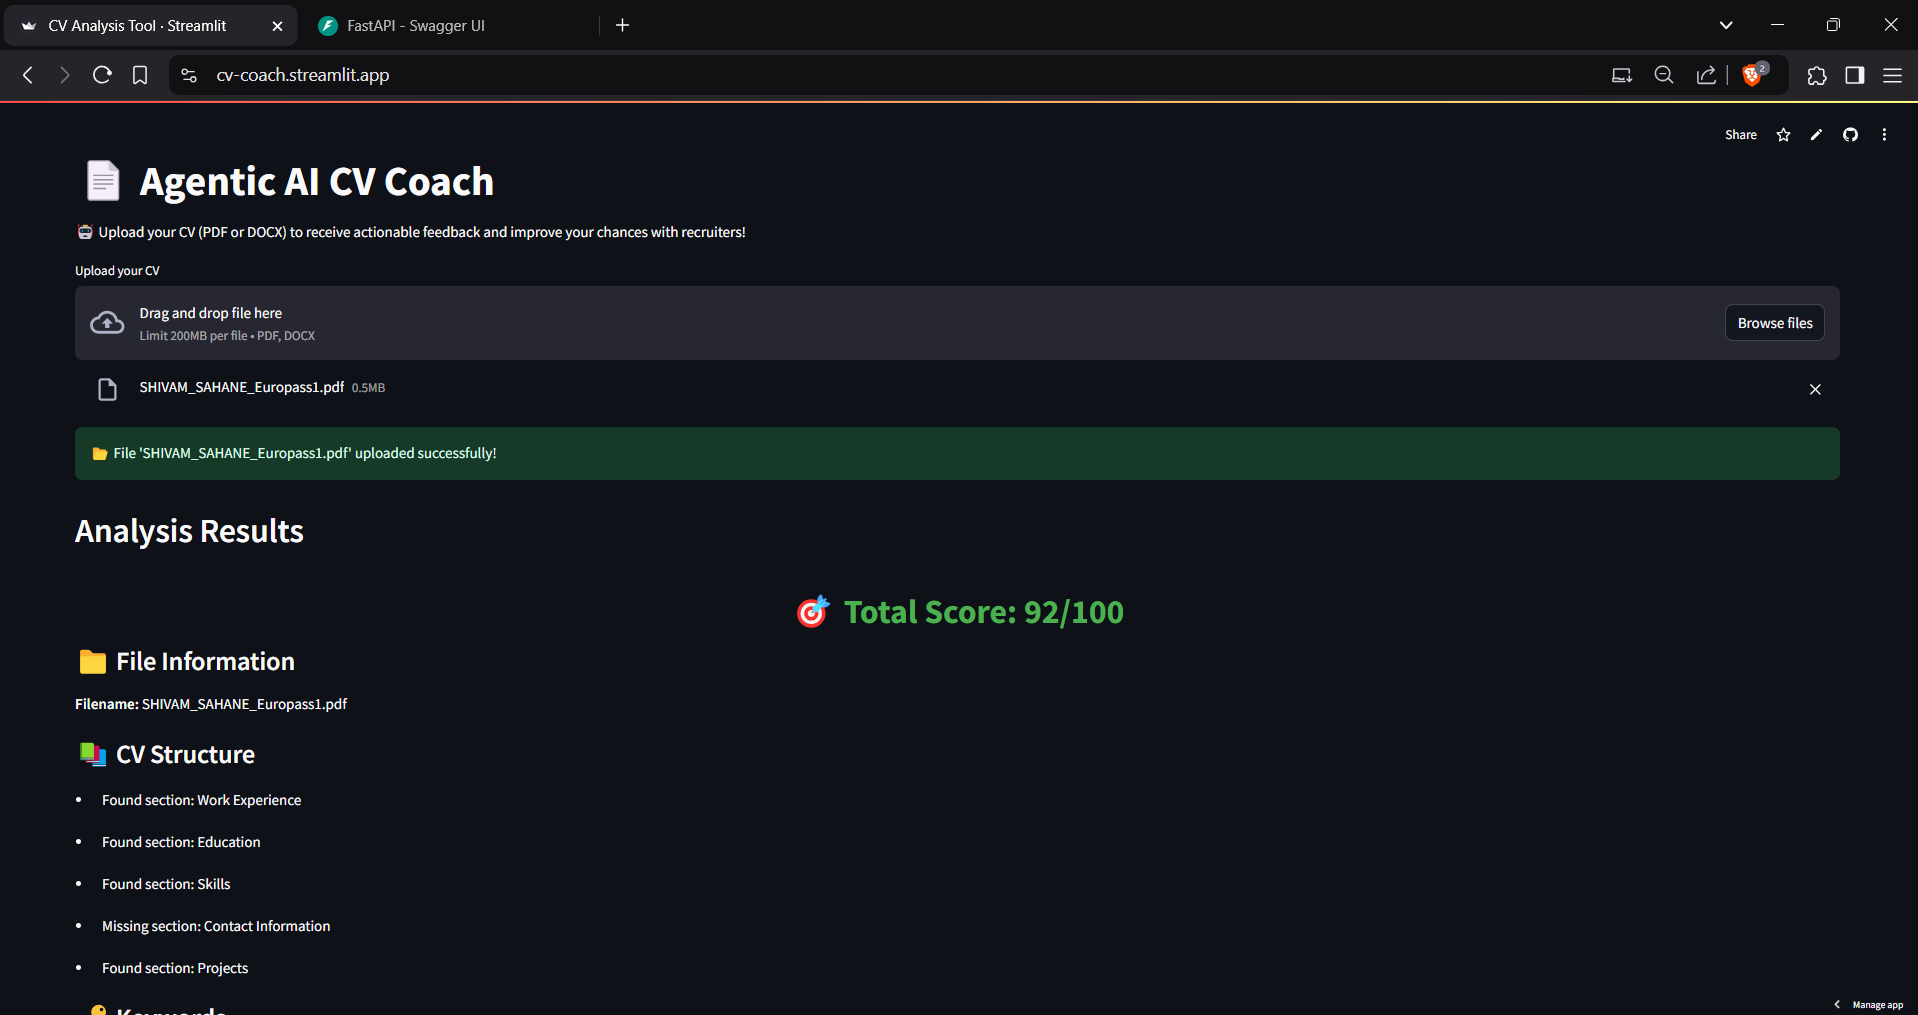 CV Analysis Tool · Streamlit
FastAPI - Swagger UI
cv-coach.streamlit.app
2
Share
Agentic AI CV Coach
Upload your CV (PDF or DOCX) to receive actionable feedback and improve your chances with recruiters!
Upload your CV
Drag and drop file here
Limit 200MB per file • PDF, DOCX
Browse files
SHIVAM_SAHANE_Europass1.pdf 0.5MB
File 'SHIVAM_SAHANE_Europass1.pdf' uploaded successfully!
Analysis Results
Total Score: 92/100
File Information
Filename: SHIVAM_SAHANE_Europass1.pdf
CV Structure
• Found section: Work Experience
• Found section: Education
• Found section: Skills
• Missing section: Contact Information
• Found section: Projects
Keywords
Manage app